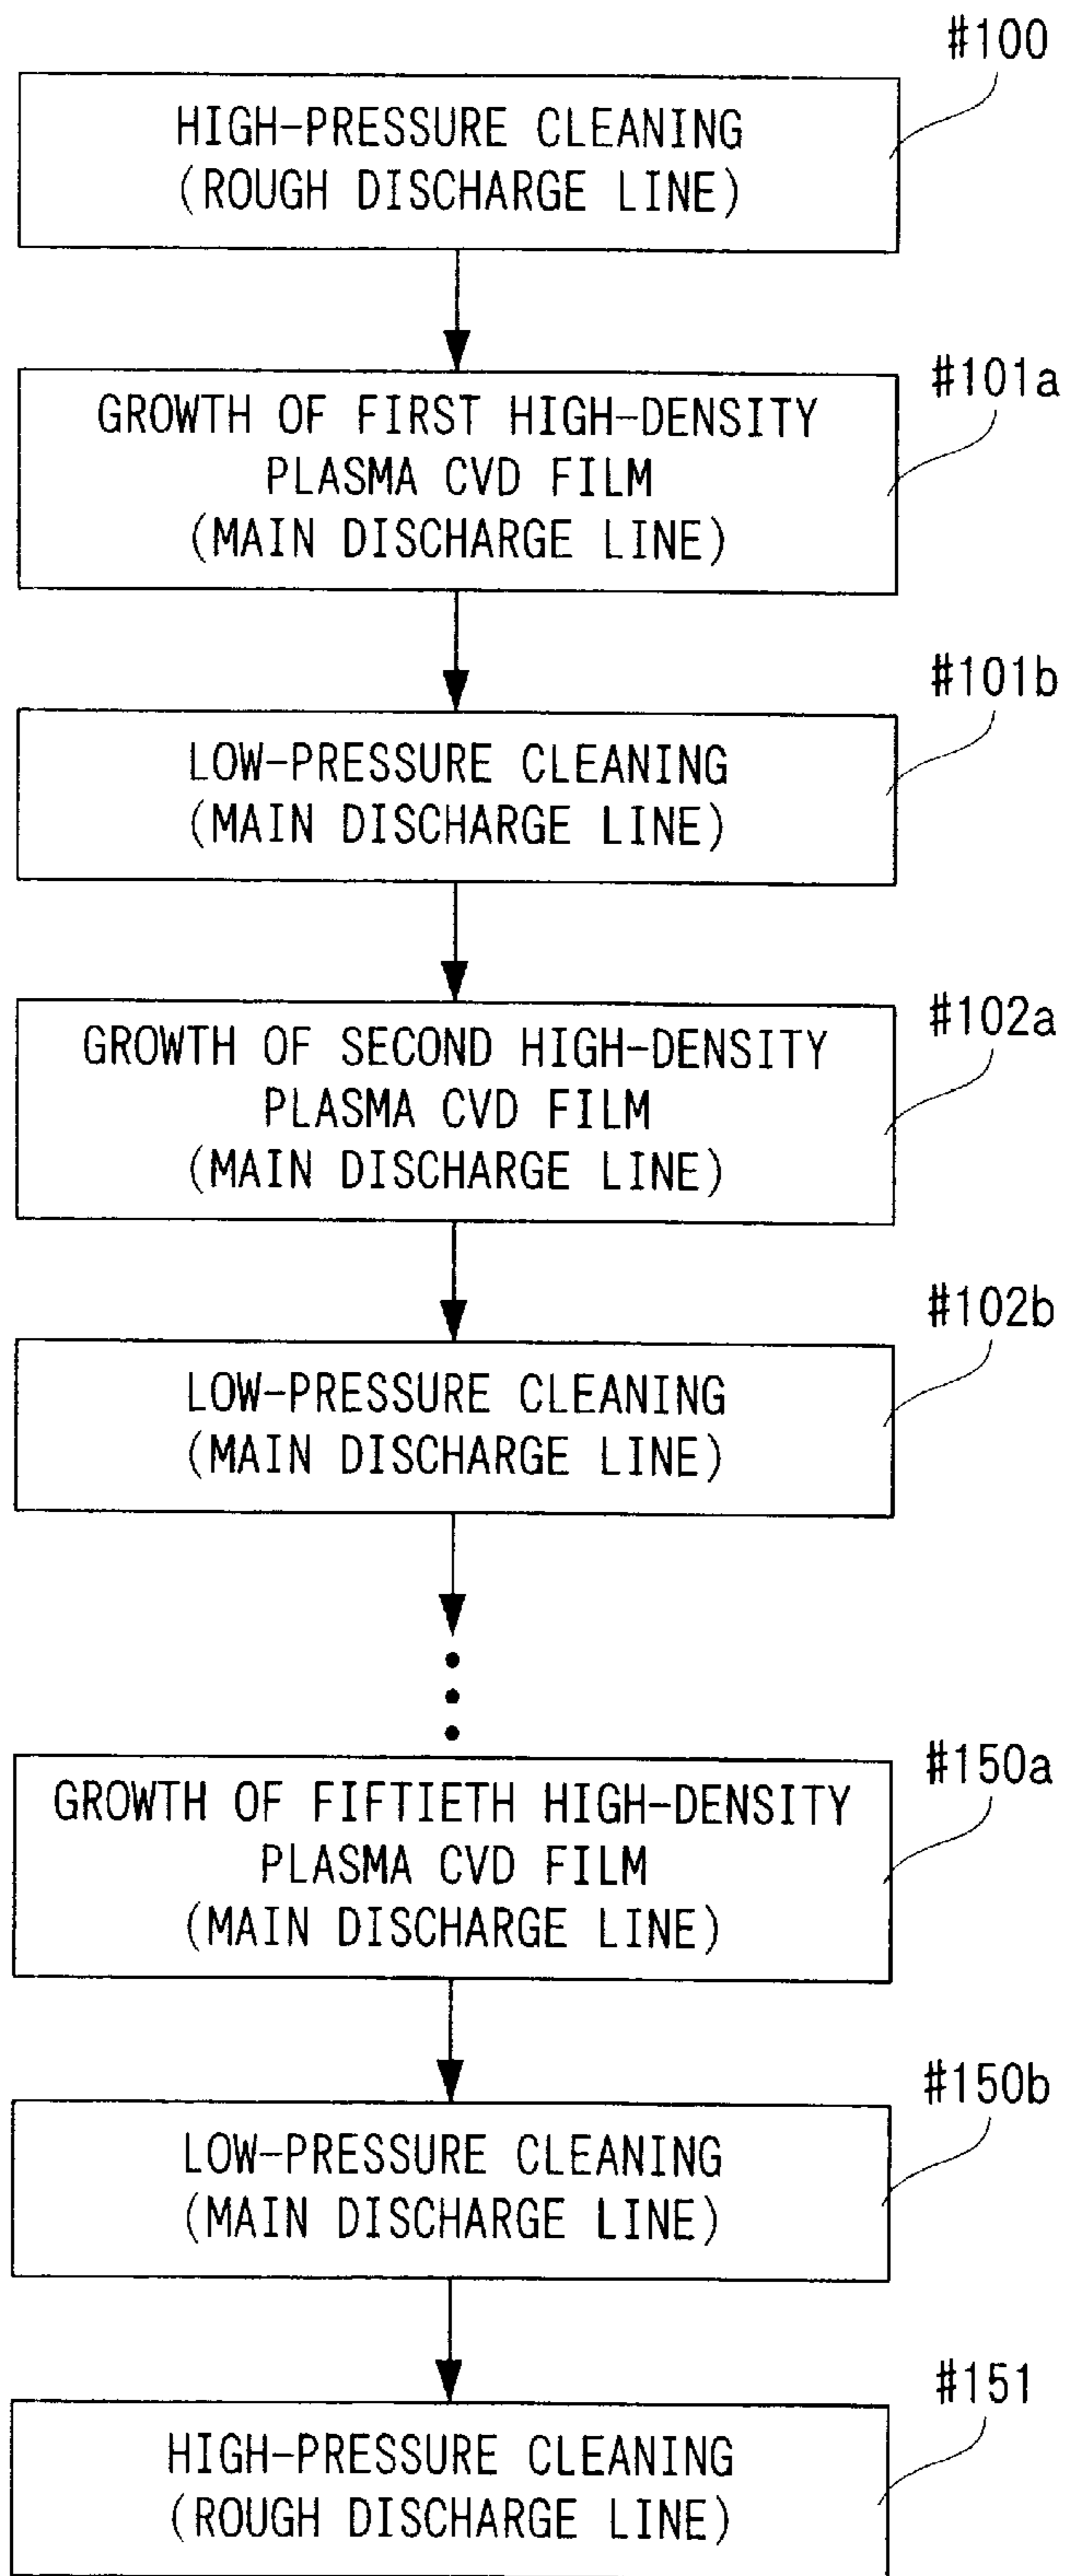 #100
HIGH-PRESSURE CLEANING
(ROUGH DISCHARGE LINE)
#101a
GROWTH OF FIRST HIGH-DENSITY
PLASMA CVD FILM
(MAIN DISCHARGE LINE)
#101b
LOW-PRESSURE CLEANING
(MAIN DISCHARGE LINE)
#102a
GROWTH OF SECOND HIGH-DENSITY
PLASMA CVD FILM
(MAIN DISCHARGE LINE)
#102b
LOW-PRESSURE CLEANING
(MAIN DISCHARGE LINE)
#150a
GROWTH OF FIFTIETH HIGH-DENSITY
PLASMA CVD FILM
(MAIN DISCHARGE LINE)
#150b
LOW-PRESSURE CLEANING
(MAIN DISCHARGE LINE)
#151
HIGH-PRESSURE CLEANING
(ROUGH DISCHARGE LINE)